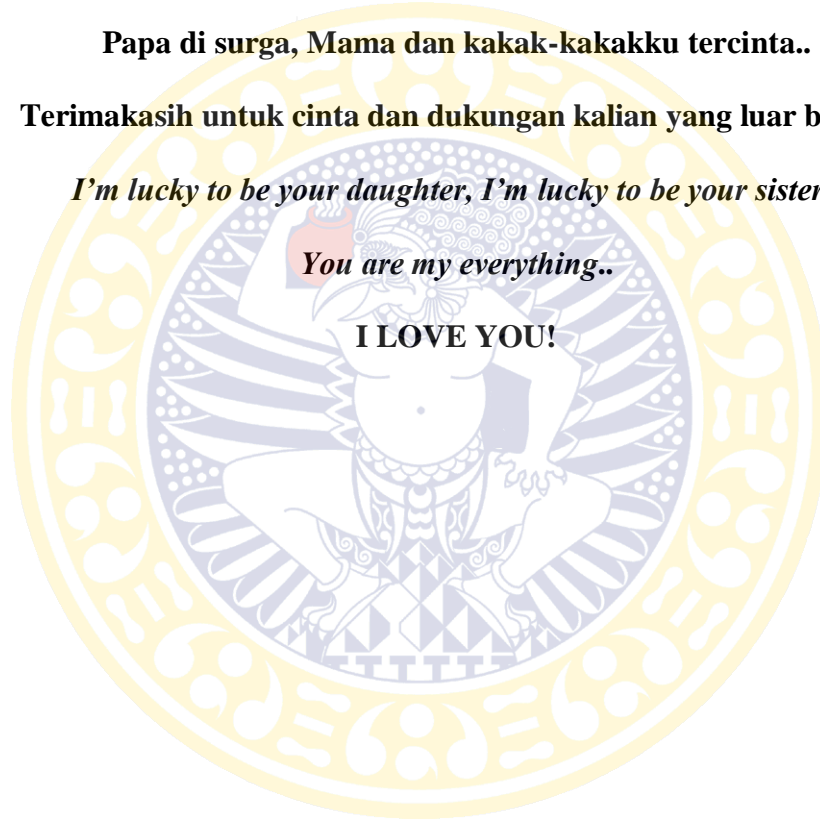 Papa di surga, Mama dan kakak-kakakku tercinta..
Terimakasih untuk cinta dan dukungan kalian yang luar
I'm lucky to be your daughter, I'm lucky to be your sister
You are my everything..
I LOVE YOU!